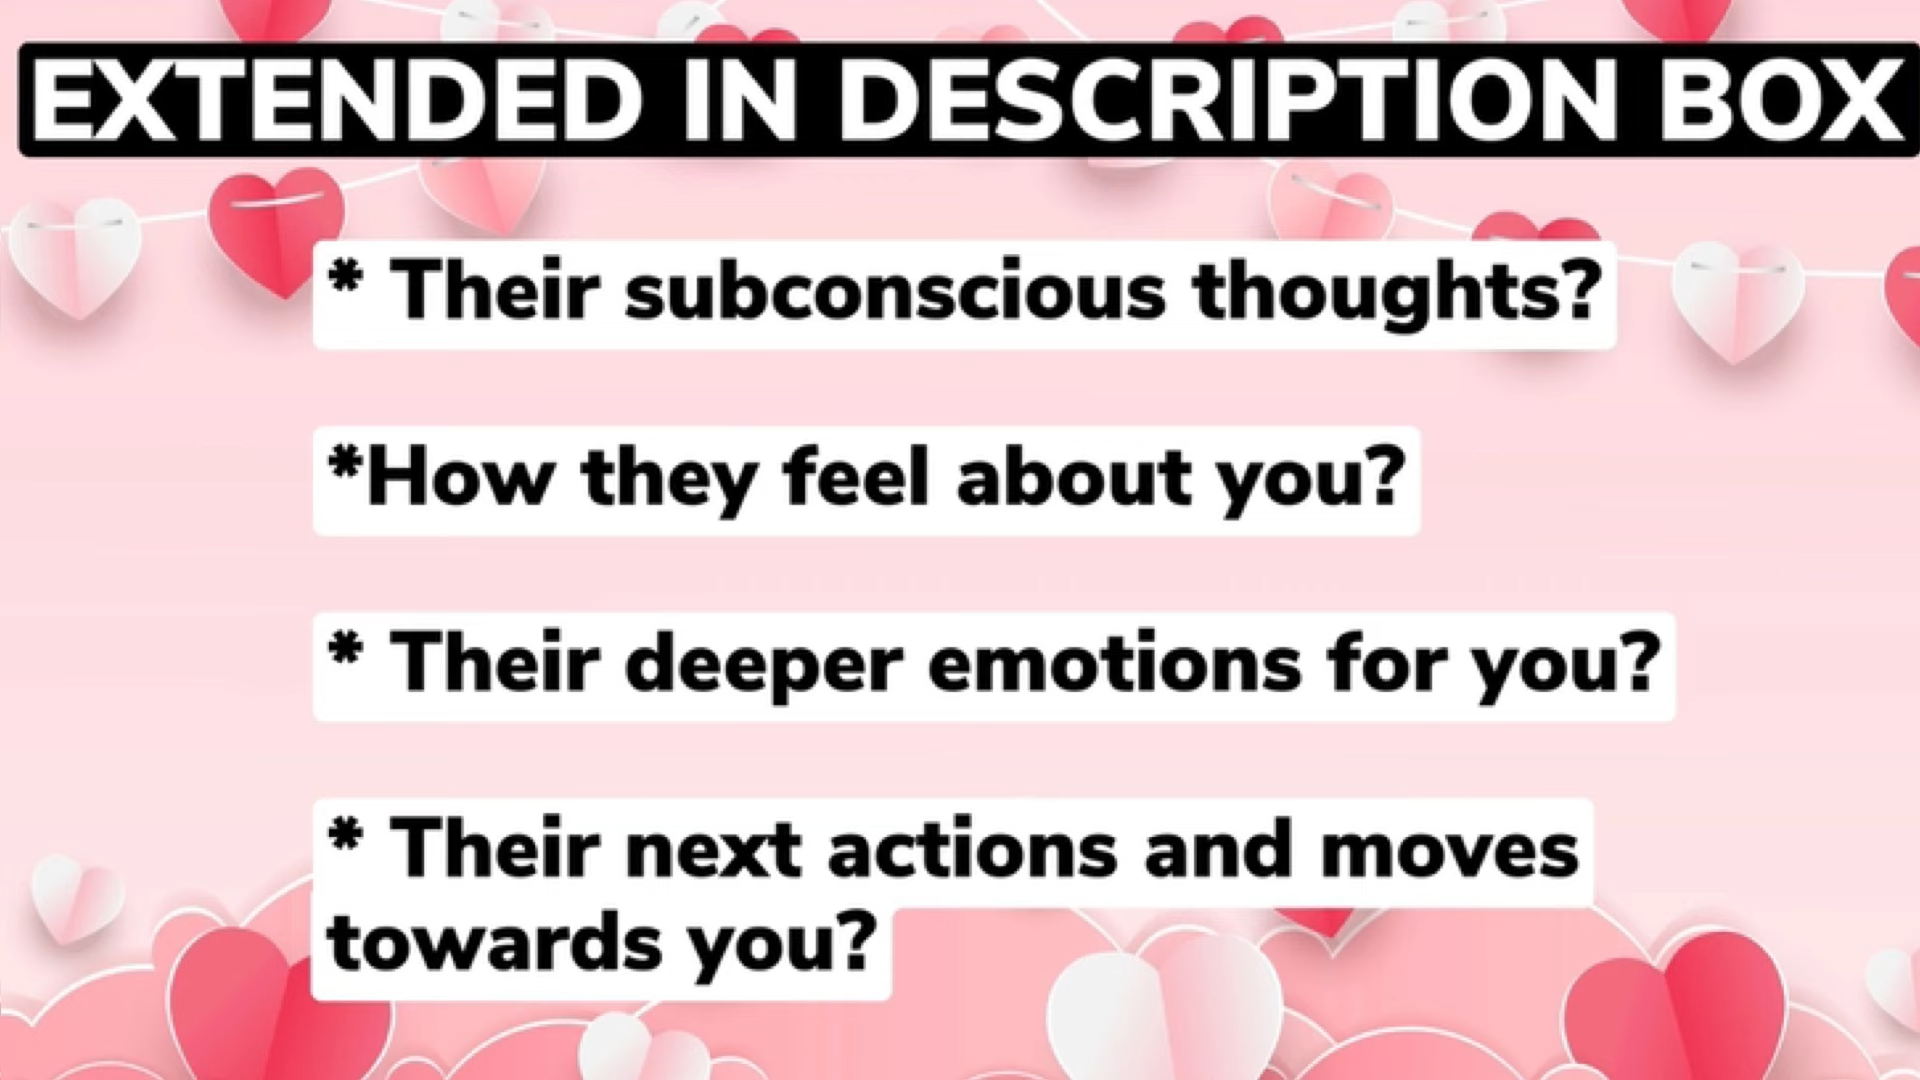 EXTENDED IN DESCRIPTION BOX
* Their subconscious thoughts?
*How they feel about you?
* Their deeper emotions for you?
* Their next actions and moves
towards you?